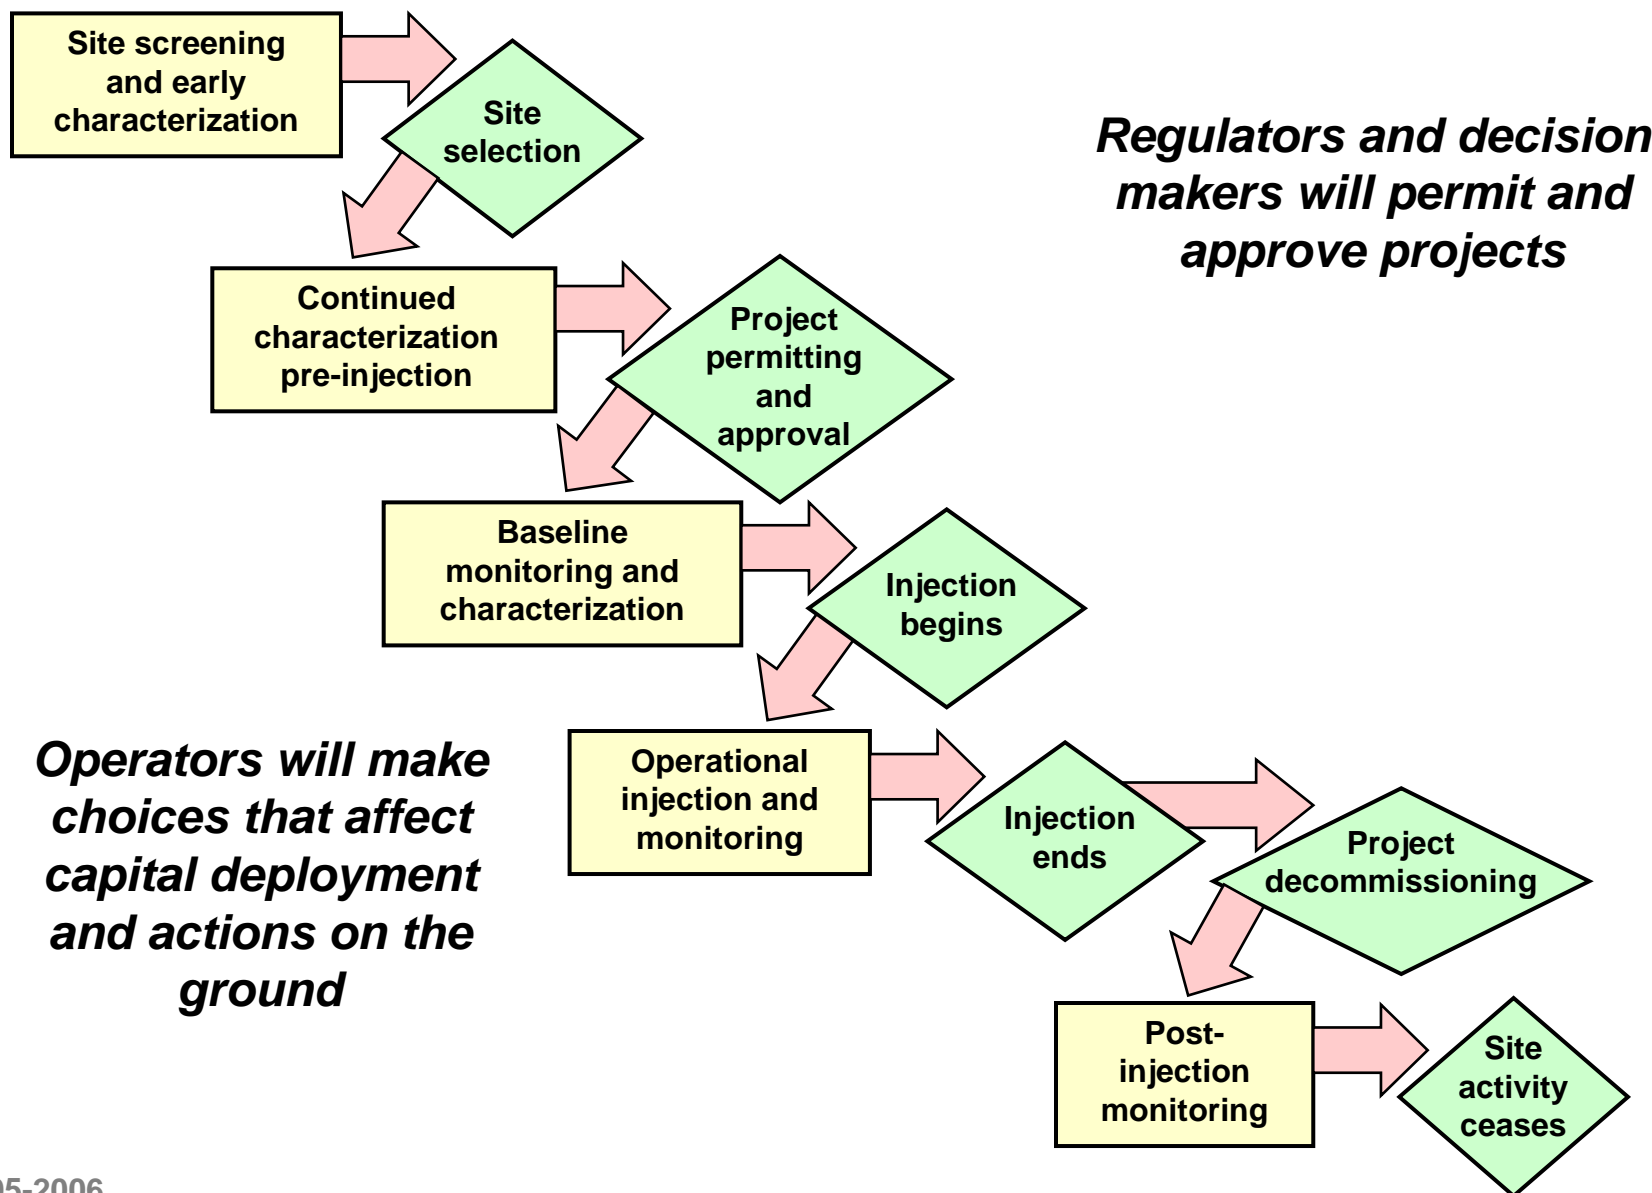 Site screening
and early
characterization
Site
selection
Regulators and decision
makers will permit and
approve projects
Continued
characterization
pre-injection
Project
permitting
and
approval
Baseline
monitoring and
characterization
Injection
begins
Operators will make
choices that affect
capital deployment
and actions on the
ground
Operational
injection and
monitoring
Injection
ends
Project
decommissioning
Post-
injection
monitoring
Site
activity
ceases
05-2006